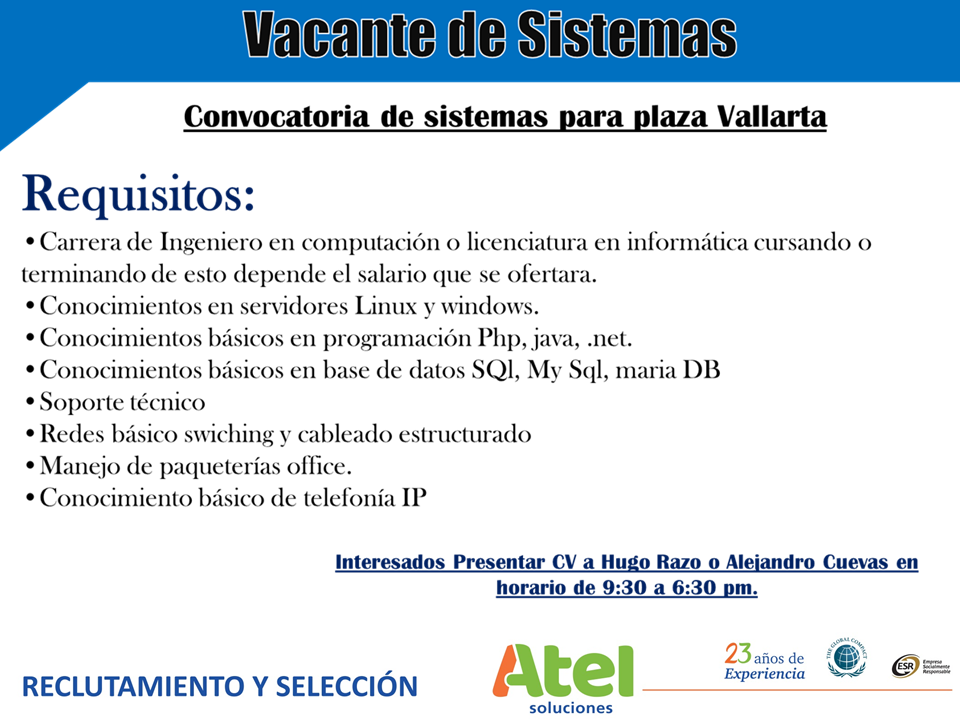 Vacante de Sistemas
Convocatoria de sistemas para plaza Vallarta
Requisitos:
•Carrera de Ingeniero en computación o licenciatura en informática cursando o
terminando de esto depende el salario que se ofertara.
•Conocimientos en servidores Linux y windows.
•Conocimientos básicos en programación Php, java, .net.
•Conocimientos básicos en base de datos SQl, My Sql, maria DB
•Soporte técnico
•Redes básico swiching y cableado estructurado
•Manejo de paqueterías office.
•Conocimiento básico de telefonía IP
Interesados Presentar CV a Hugo Razo o Alejandro Cuevas en
horario de 9:30 a 6:30 pm.
RECLUTAMIENTO Y SELECCIÓN
Atel
soluciones
23 años de
Experiencia
THE GLOBAL COMPACT
ESR
Empresa
Socialmente
Responsable